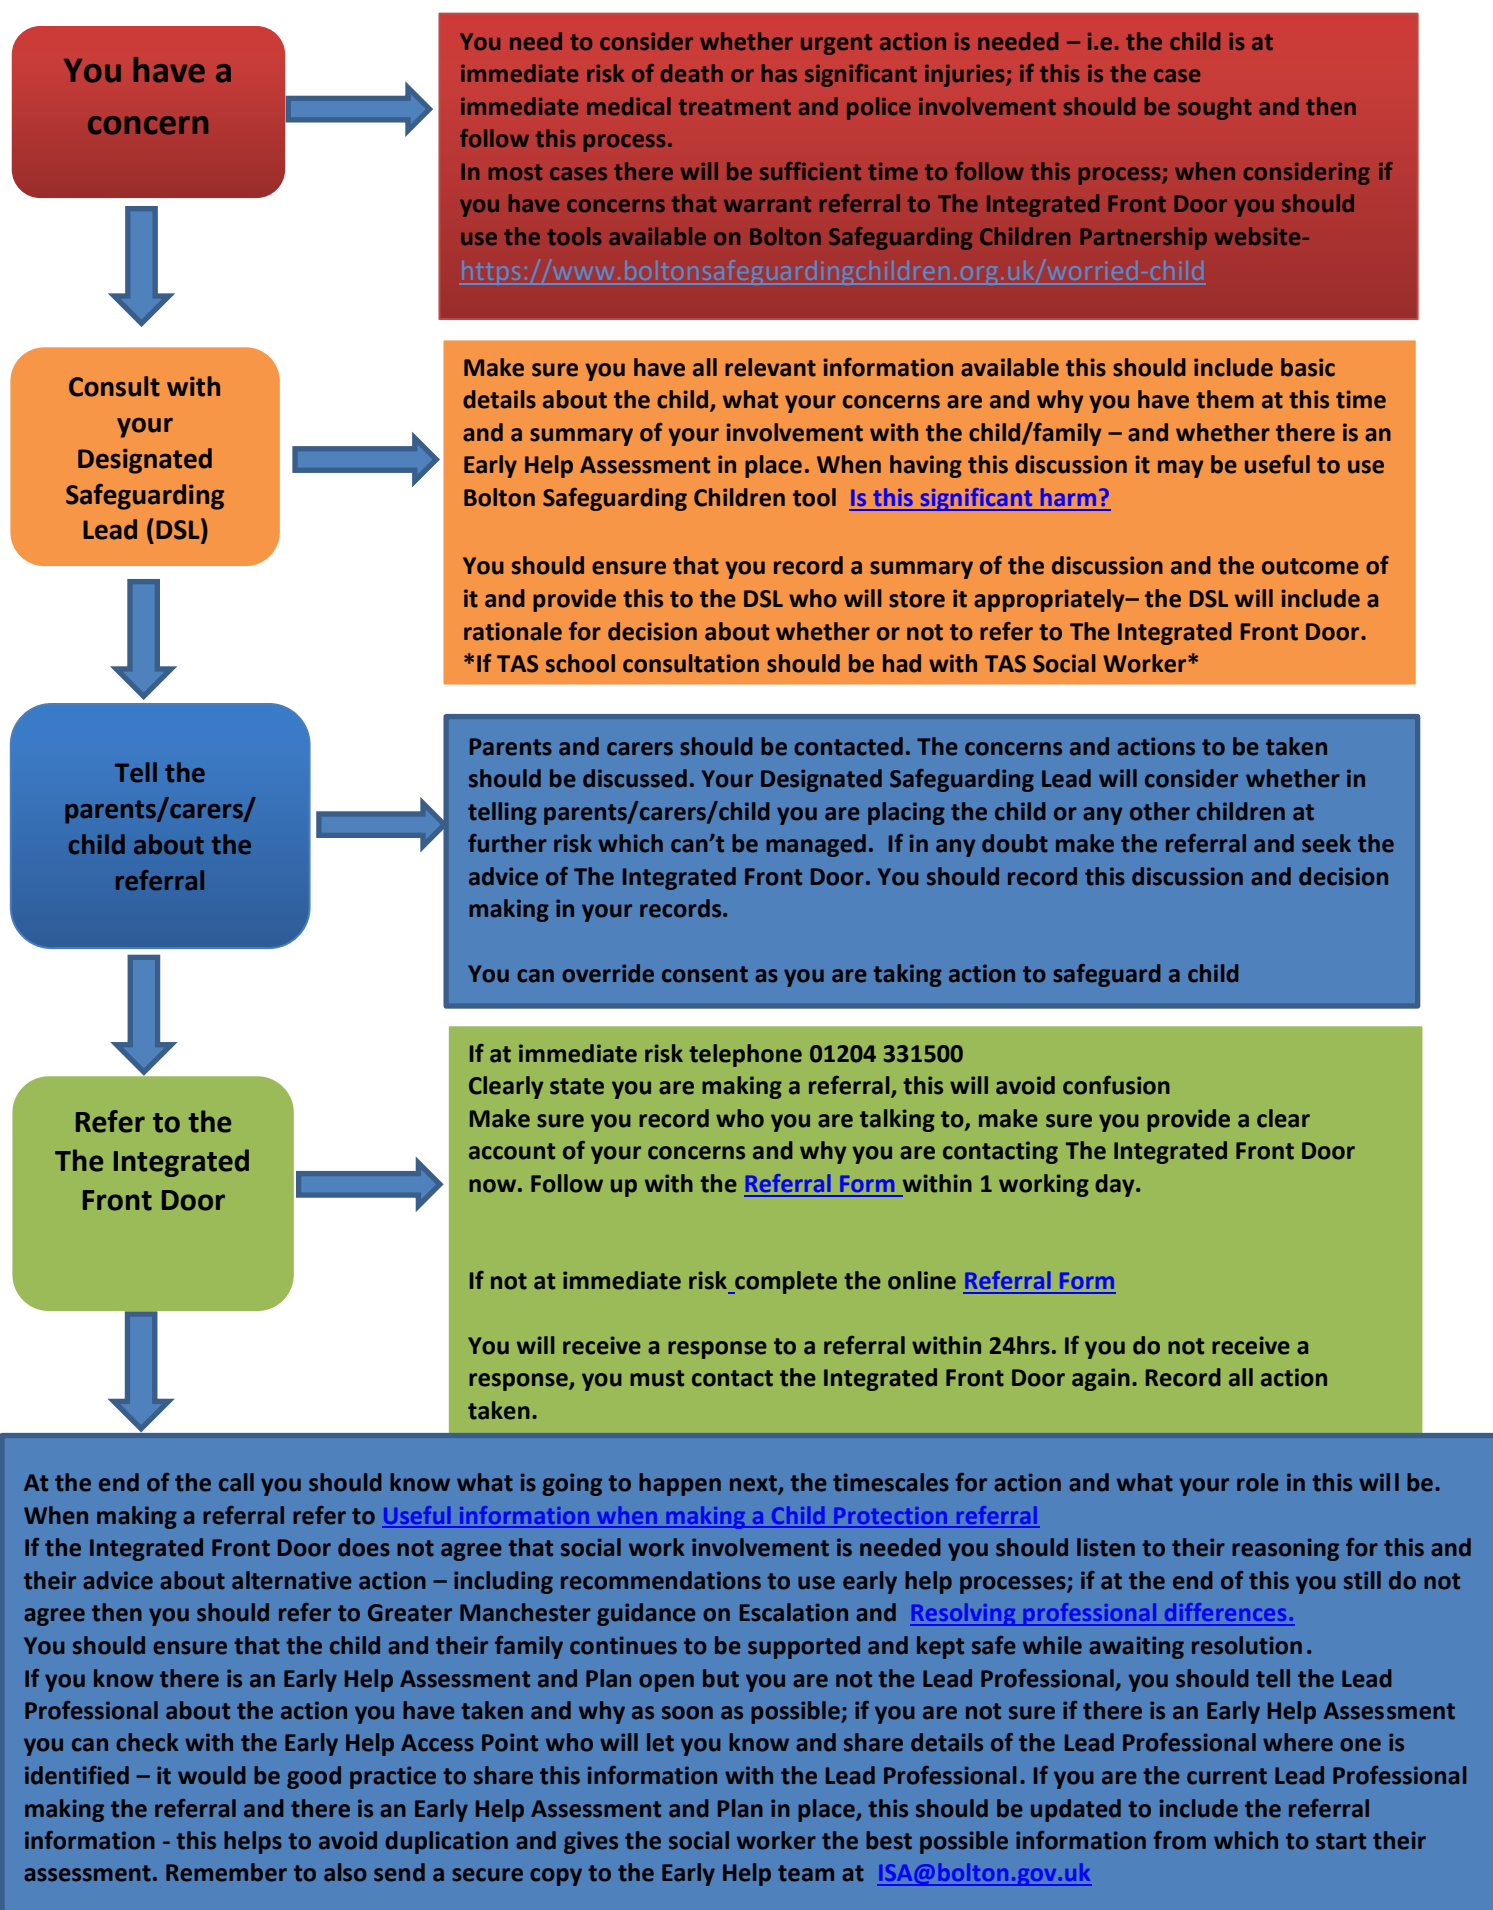 You have a
concern
You need to consider whether urgent action is needed – i.e. the child is at
immediate risk of death or has significant injuries; if this is the case
immediate medical treatment and police involvement should be sought and then
follow this process.
In most cases there will be sufficient time to follow this process; when considering if
you have concerns that warrant referral to The Integrated Front Door you should
use the tools available on Bolton Safeguarding Children Partnership website-
https://www.boltonsafeguardingchildren.org.uk/worried-child
Consult with
your
Designated
Safeguarding
Lead (DSL)
Make sure you have all relevant information available this should include basic
details about the child, what your concerns are and why you have them at this time
and a summary of your involvement with the child/family – and whether there is an
Early Help Assessment in place. When having this discussion it may be useful to use
Bolton Safeguarding Children tool Is this significant harm?
You should ensure that you record a summary of the discussion and the outcome of
it and provide this to the DSL who will store it appropriately– the DSL will include a
rationale for decision about whether or not to refer to The Integrated Front Door.
*If TAS school consultation should be had with TAS Social Worker*
Tell the
parents/carers/
child about the
referral
Parents and carers should be contacted. The concerns and actions to be taken
should be discussed. Your Designated Safeguarding Lead will consider whether in
telling parents/carers/child you are placing the child or any other children at
further risk which can’t be managed. If in any doubt make the referral and seek the
advice of The Integrated Front Door. You should record this discussion and decision
making in your records.
You can override consent as you are taking action to safeguard a child
Refer to the
The Integrated
Front Door
If at immediate risk telephone 01204 331500
Clearly state you are making a referral, this will avoid confusion
Make sure you record who you are talking to, make sure you provide a clear
account of your concerns and why you are contacting The Integrated Front Door
now. Follow up with the Referral Form within 1 working day.
If not at immediate risk complete the online Referral Form
You will receive a response to a referral within 24hrs. If you do not receive a
response, you must contact the Integrated Front Door again. Record all action
taken.
At the end of the call you should know what is going to happen next, the timescales for action and what your role in this will be.
When making a referral refer to Useful information when making a Child Protection referral
If the Integrated Front Door does not agree that social work involvement is needed you should listen to their reasoning for this and
their advice about alternative action – including recommendations to use early help processes; if at the end of this you still do not
agree then you should refer to Greater Manchester guidance on Escalation and Resolving professional differences.
You should ensure that the child and their family continues to be supported and kept safe while awaiting resolution.
If you know there is an Early Help Assessment and Plan open but you are not the Lead Professional, you should tell the Lead
Professional about the action you have taken and why as soon as possible; if you are not sure if there is an Early Help Assessment
you can check with the Early Help Access Point who will let you know and share details of the Lead Professional where one is
identified – it would be good practice to share this information with the Lead Professional. If you are the current Lead Professional
making the referral and there is an Early Help Assessment and Plan in place, this should be updated to include the referral
information - this helps to avoid duplication and gives the social worker the best possible information from which to start their
assessment. Remember to also send a secure copy to the Early Help team at ISA@bolton.gov.uk